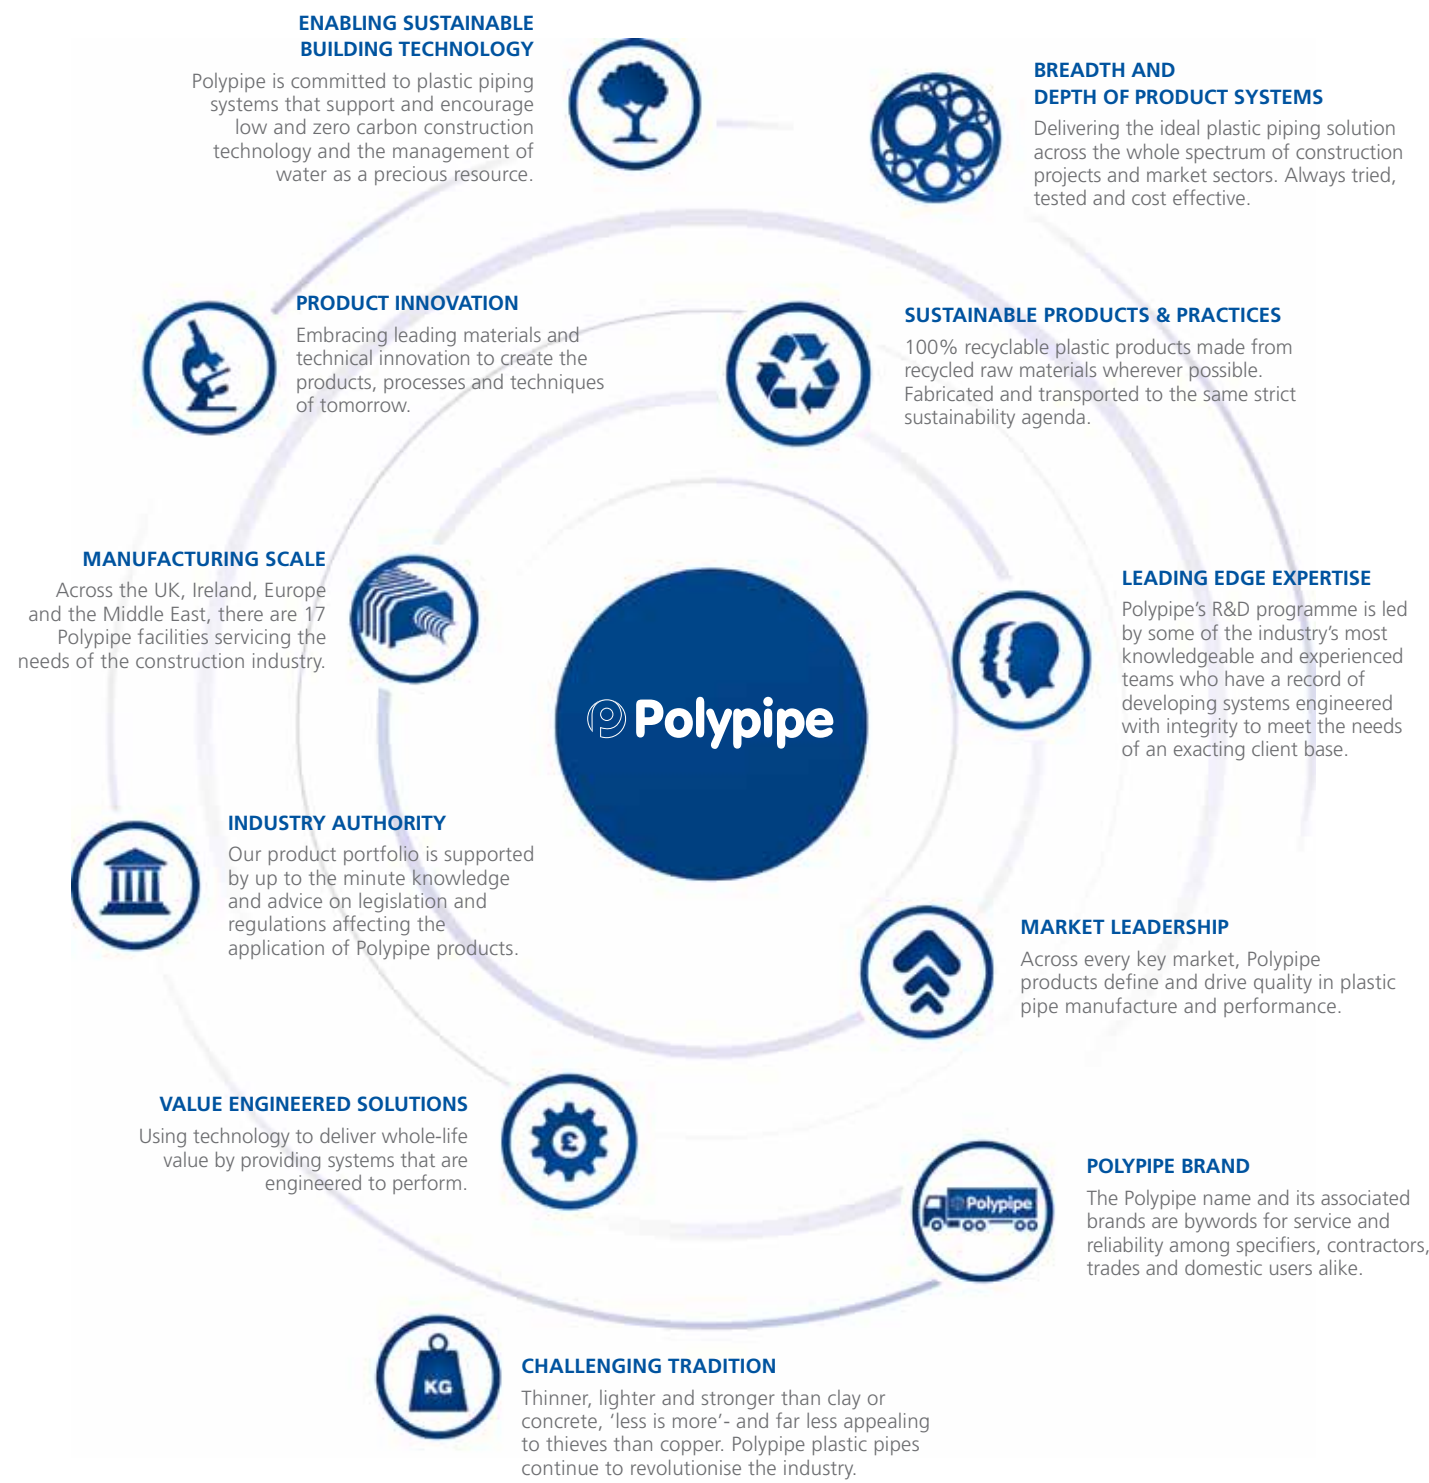 ENABLING SUSTAINABLE
BUILDING TECHNOLOGY
Polypipe is committed to plastic piping
systems that support and encourage
low and zero carbon construction
technology and the management of
water as a precious resource.
BREADTH AND
DEPTH OF PRODUCT SYSTEMS
Delivering the ideal plastic piping solution
across the whole spectrum of construction
projects and market sectors. Always tried,
tested and cost effective.
PRODUCT INNOVATION
Embracing leading materials and
technical innovation to create the
products, processes and techniques
of tomorrow.
SUSTAINABLE PRODUCTS & PRACTICES
100% recyclable plastic products made from
recycled raw materials wherever possible.
Fabricated and transported to the same strict
sustainability agenda.
MANUFACTURING SCALE
Across the UK, Ireland, Europe
and the Middle East, there are 17
Polypipe facilities servicing the
needs of the construction industry.
LEADING EDGE EXPERTISE
Polypipe’s R&D programme is led
by some of the industry’s most
knowledgeable and experienced
teams who have a record of
developing systems engineered
with integrity to meet the needs
of an exacting client base.
Polypipe
INDUSTRY AUTHORITY
Our product portfolio is supported
by up to the minute knowledge
and advice on legislation and
regulations affecting the
application of Polypipe products.
MARKET LEADERSHIP
Across every key market, Polypipe
products define and drive quality in plastic
pipe manufacture and performance.
VALUE ENGINEERED SOLUTIONS
Using technology to deliver whole-life
value by providing systems that are
engineered to perform.
£
POLYPIPE BRAND
The Polypipe name and its associated
brands are bywords for service and
reliability among specifiers, contractors,
trades and domestic users alike.
Polypipe
KG
CHALLENGING TRADITION
Thinner, lighter and stronger than clay or
concrete, ‘less is more’- and far less appealing
to thieves than copper. Polypipe plastic pipes
continue to revolutionise the industry.